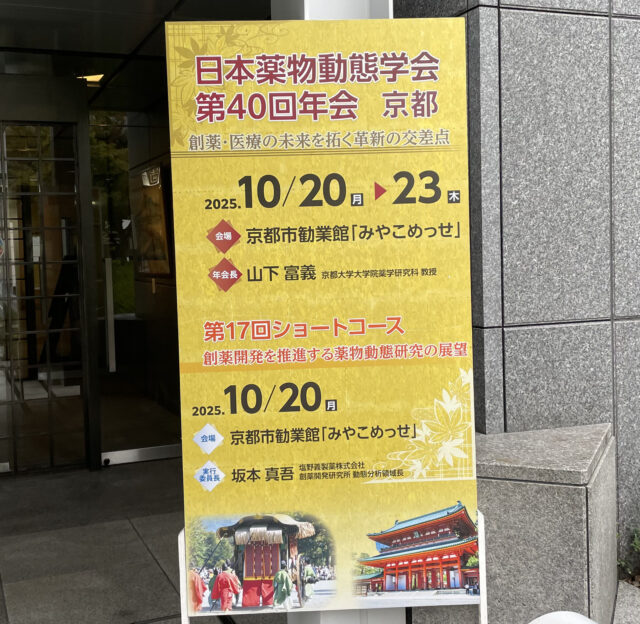 日本薬物動態学会
第40回年会 京都
創薬・医療の未来を拓く革新の交差点
2025. 10/20 月 ▶ 23 木
会場 京都市勧業館「みやこめっせ」
年会長 山下 富義 京都大学大学院薬学研究科 教授
第17回ショートコース
創薬開発を推進する薬物動態研究の展望
2025. 10/20 月
会場 京都市勧業館「みやこめっせ」
実行委員長 坂本 真吾 塩野義製薬株式会社
創薬開発研究所 動態分析領域長